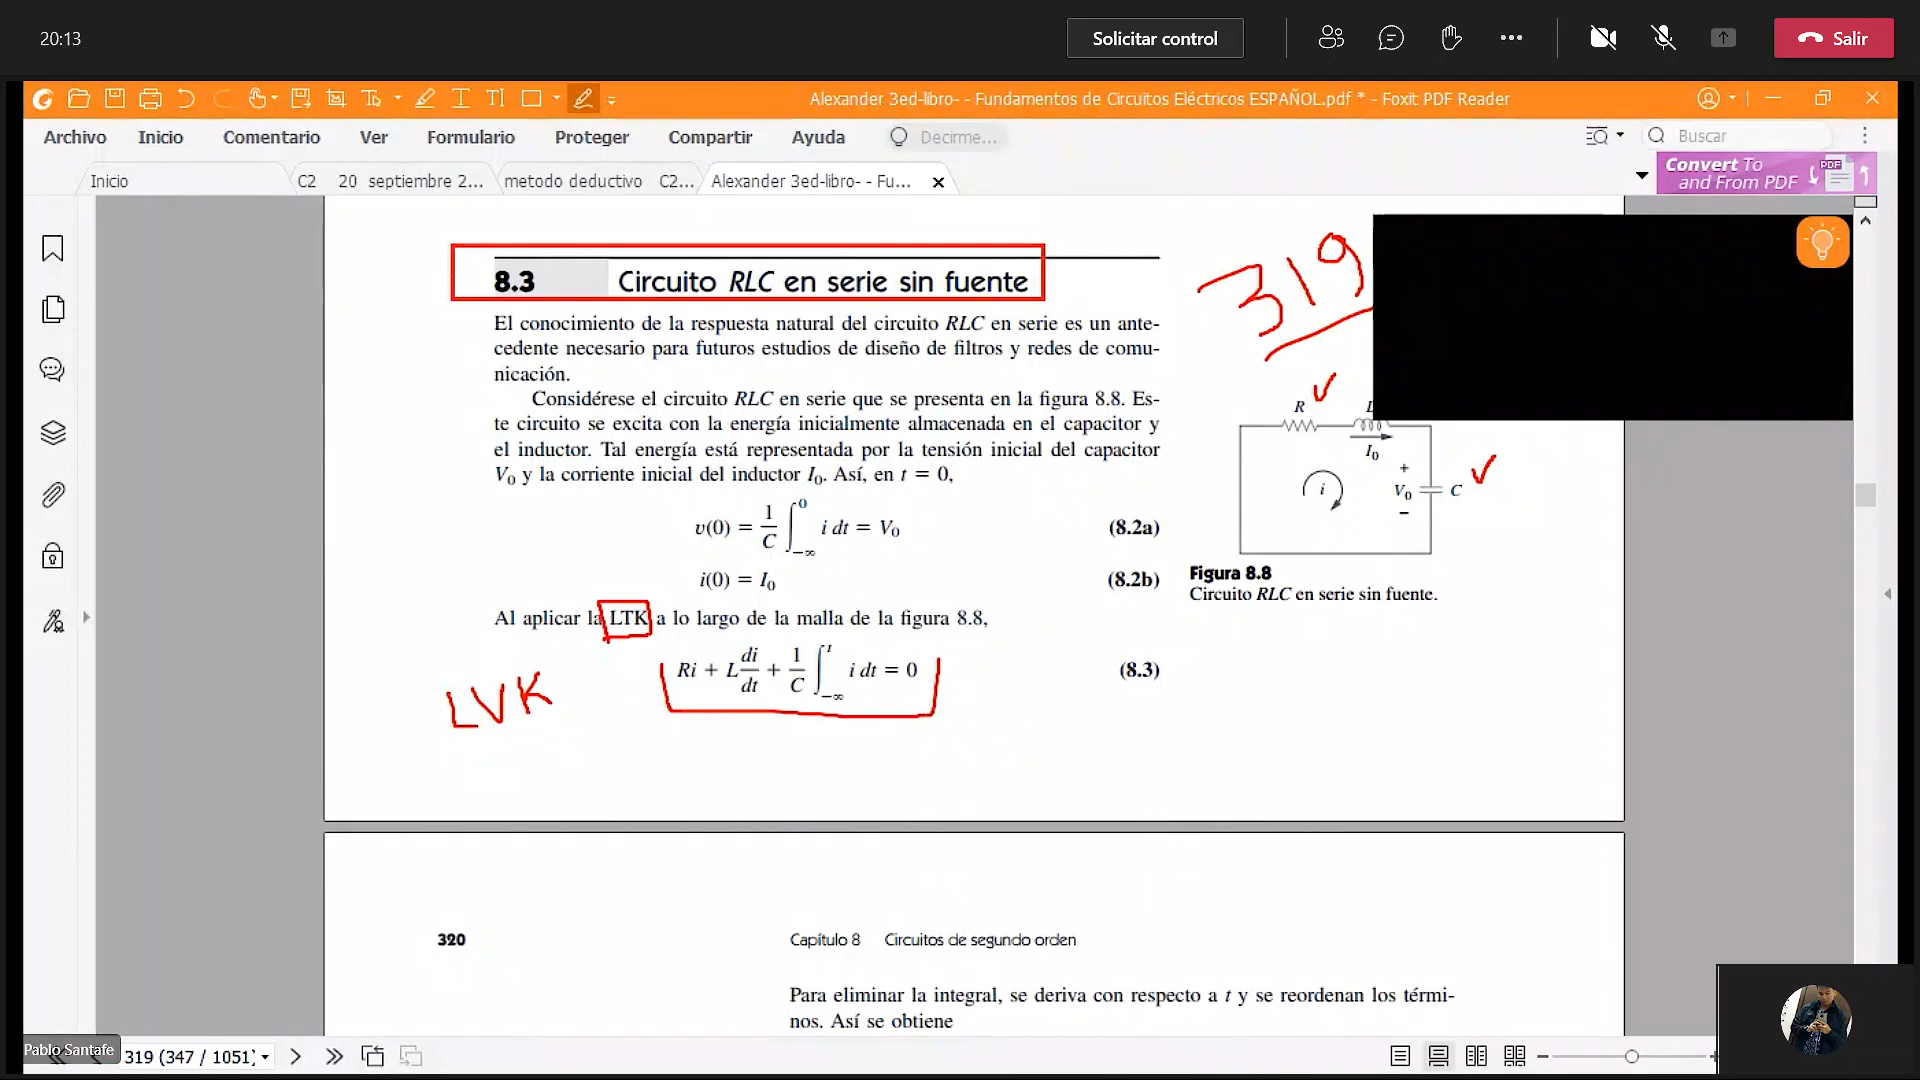 20:13
Solicitar control
Salir
Alexander 3ed-libro- - Fundamentos de Circuitos Eléctricos ESPAÑOL.pdf * - Foxit PDF Reader
Archivo Inicio Comentario Ver Formulario Proteger Compartir Ayuda Decirme... Buscar
Inicio C2 20 septiembre 2... metodo deductivo C2... Alexander 3ed-libro- - Fu...
Convert To
and From PDF
PDF
319
8.3 Circuito RLC en serie sin fuente
El conocimiento de la respuesta natural del circuito RLC en serie es un ante-
cedente necesario para futuros estudios de diseño de filtros y redes de comu-
nicación.
Considérese el circuito RLC en serie que se presenta en la figura 8.8. Es-
te circuito se excita con la energía inicialmente almacenada en el capacitor y
el inductor. Tal energía está representada por la tensión inicial del capacitor
V₀ y la corriente inicial del inductor I₀. Así, en t = 0,
v(0) = 1/C ∫_{-∞}^{0} i dt = V₀ (8.2a)
i(0) = I₀ (8.2b)
Al aplicar la LTK a lo largo de la malla de la figura 8.8,
Ri + L di/dt + 1/C ∫_{-∞}^{t} i dt = 0 (8.3)
LVK
R
I₀
i
+
V₀ C
−
Figura 8.8
Circuito RLC en serie sin fuente.
320 Capítulo 8 Circuitos de segundo orden
Para eliminar la integral, se deriva con respecto a t y se reordenan los térmi-
nos. Así se obtiene
Pablo Santafe
319 (347 / 1051)